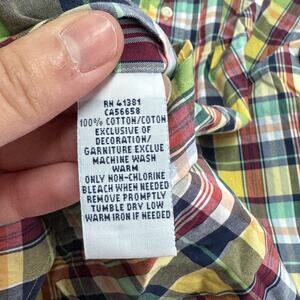 RN 41381
CA56658
100% COTTON/COTON
EXCLUSIVE OF
DECORATION/
GARNITURE EXCLUE
MACHINE WASH
WARM
ONLY NON-CHLORINE
BLEACH WHEN NEEDED
REMOVE PROMPTLY
TUMBLE DRY LOW
WARM IRON IF NEEDED